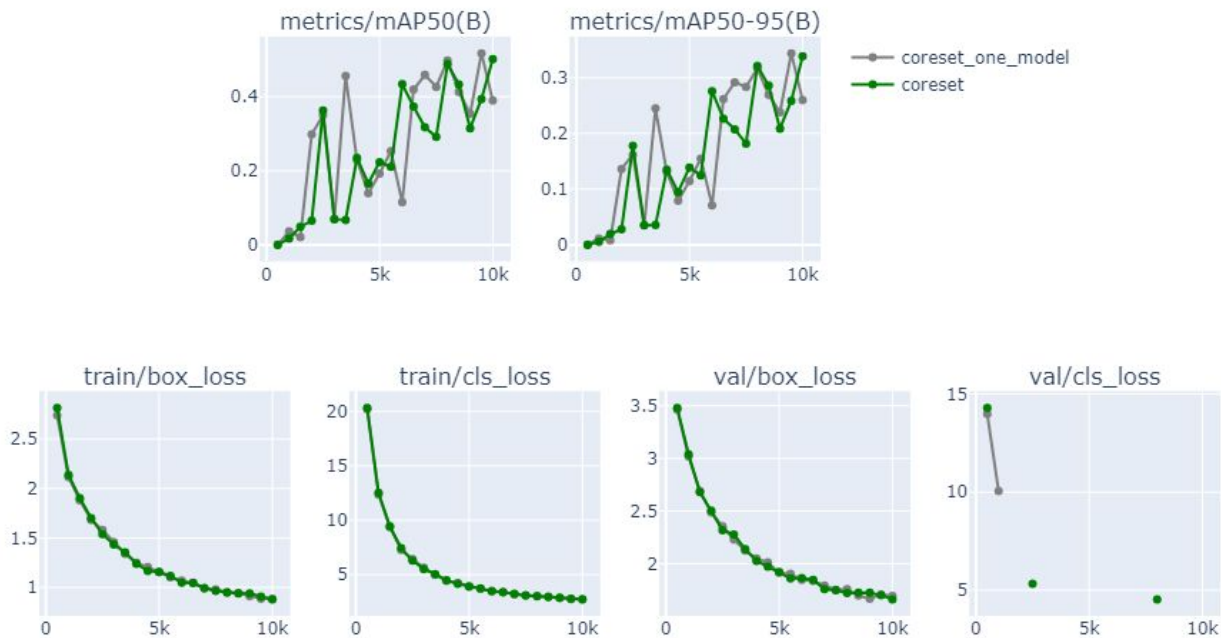 metrics/mAP50(B)
metrics/mAP50-95(B)
coreset_one_model
coreset
0.4
0.2
0
0
5k
10k
0.3
0.2
0.1
0
0
5k
10k
train/box_loss
train/cls_loss
val/box_loss
val/cls_loss
2.5
2
1.5
1
0
5k
10k
20
15
10
5
0
5k
10k
3.5
3
2.5
2
0
5k
10k
15
10
5
0
5k
10k